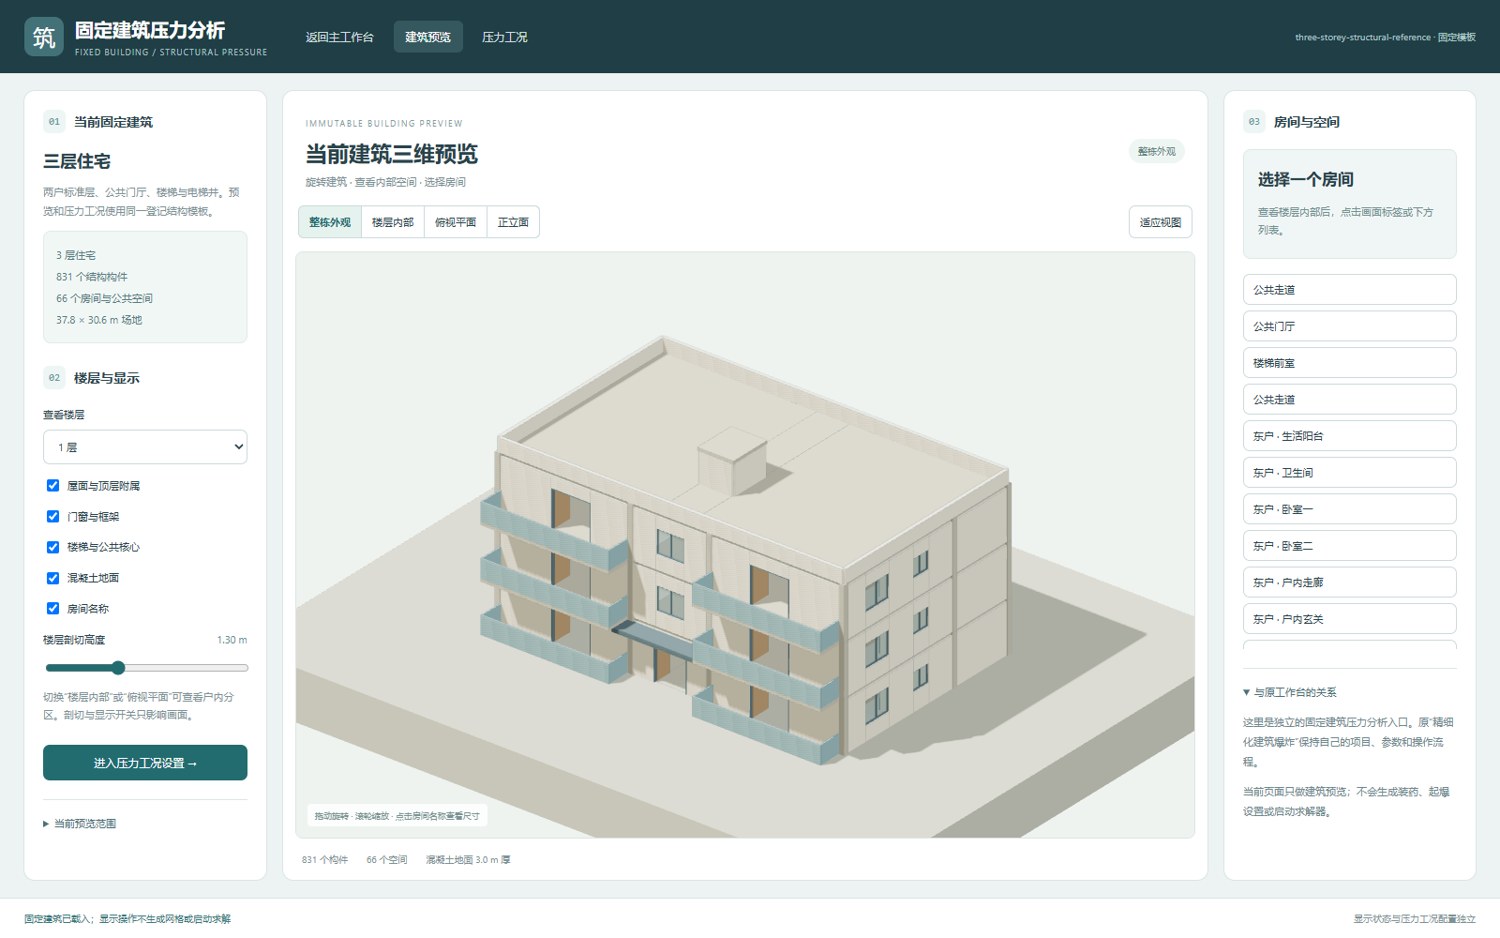 筑
固定建筑压力分析
FIXED BUILDING / STRUCTURAL PRESSURE
返回主工作台
建筑预览
压力工况
three-storey-structural-reference · 固定模板
01 当前固定建筑
三层住宅
两户标准层、公共门厅、楼梯与电梯井。预
览和压力工况使用同一登记结构模板。
3 层住宅
831 个结构构件
66 个房间与公共空间
37.8 × 30.6 m 场地
02 楼层与显示
查看楼层
1 层
屋面与顶层附属
门窗与框架
楼梯与公共核心
混凝土地面
房间名称
楼层剖切高度 1.30 m
切换“楼层内部”或“俯视平面”可查看户内分
区。剖切与显示开关只影响画面。
进入压力工况设置 →
▶ 当前预览范围
IMMUTABLE BUILDING PREVIEW
当前建筑三维预览
旋转建筑 · 查看内部空间 · 选择房间
整栋外观
整栋外观 楼层内部 俯视平面 正立面
适应视图
拖动旋转 · 滚轮缩放 · 点击房间名称查看尺寸
831 个构件 66 个空间 混凝土地面 3.0 m 厚
03 房间与空间
选择一个房间
查看楼层内部后，点击画面标签或下方
列表。
公共走道
公共门厅
楼梯前室
公共走道
东户 · 生活阳台
东户 · 卫生间
东户 · 卧室一
东户 · 卧室二
东户 · 户内走廊
东户 · 户内玄关
▼ 与原工作台的关系
这里是独立的固定建筑压力分析入口。原“精细
化建筑爆炸”保持自己的项目、参数和操作流
程。
当前页面只做建筑预览；不会生成装药、起爆
设置或启动求解器。
固定建筑已载入；显示操作不生成网格或启动求解
显示状态与压力工况配置独立